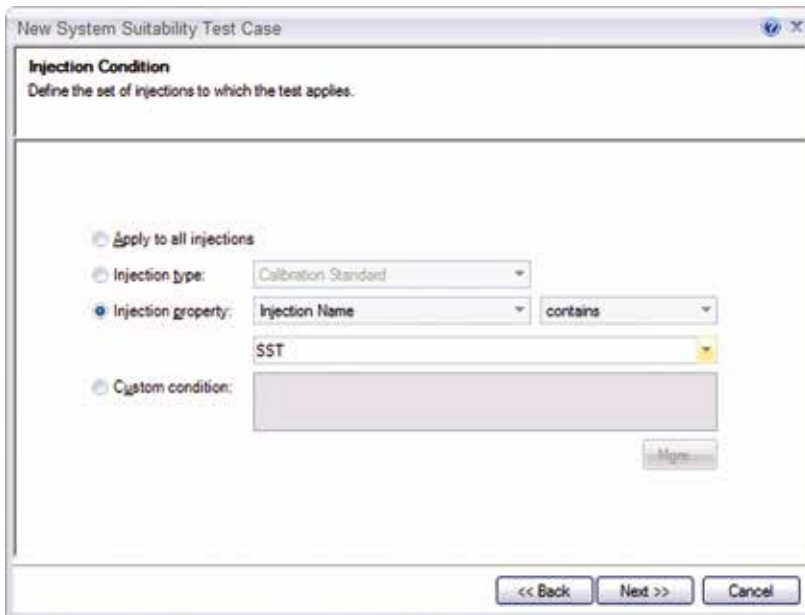 New System Suitability Test Case
Injection Condition
Define the set of injections to which the test applies.
Apply to all injections
Injection type: Calibration Standard
Injection property: Injection Name contains
SST
Custom condition:
<< Back Next >> Cancel